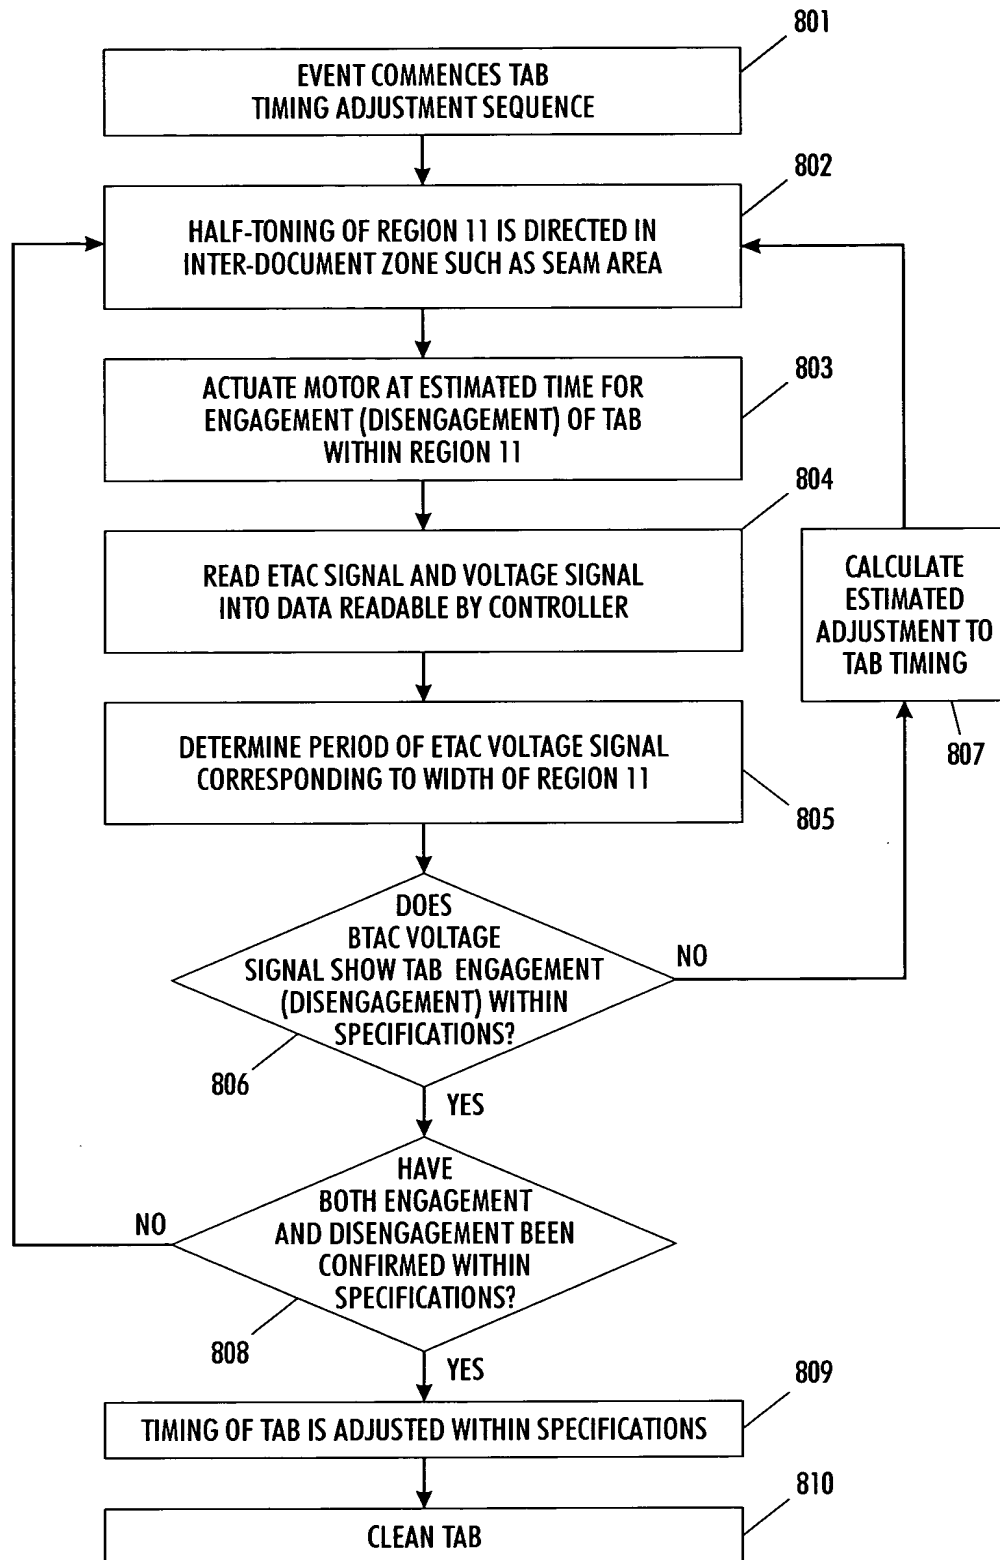 801
EVENT COMMENCES TAB
TIMING ADJUSTMENT SEQUENCE
802
HALF-TONING OF REGION 11 IS DIRECTED IN
INTER-DOCUMENT ZONE SUCH AS SEAM AREA
803
ACTUATE MOTOR AT ESTIMATED TIME FOR
ENGAGEMENT (DISENGAGEMENT) OF TAB
WITHIN REGION 11
804
READ ETAC SIGNAL AND VOLTAGE SIGNAL
INTO DATA READABLE BY CONTROLLER
CALCULATE
ESTIMATED
ADJUSTMENT TO
TAB TIMING
807
DETERMINE PERIOD OF ETAC VOLTAGE SIGNAL
CORRESPONDING TO WIDTH OF REGION 11
805
DOES
BTAC VOLTAGE
SIGNAL SHOW TAB ENGAGEMENT
(DISENGAGEMENT) WITHIN
SPECIFICATIONS?
NO
806
YES
HAVE
BOTH ENGAGEMENT
AND DISENGAGEMENT BEEN
CONFIRMED WITHIN
SPECIFICATIONS?
NO
808
YES
809
TIMING OF TAB IS ADJUSTED WITHIN SPECIFICATIONS
810
CLEAN TAB